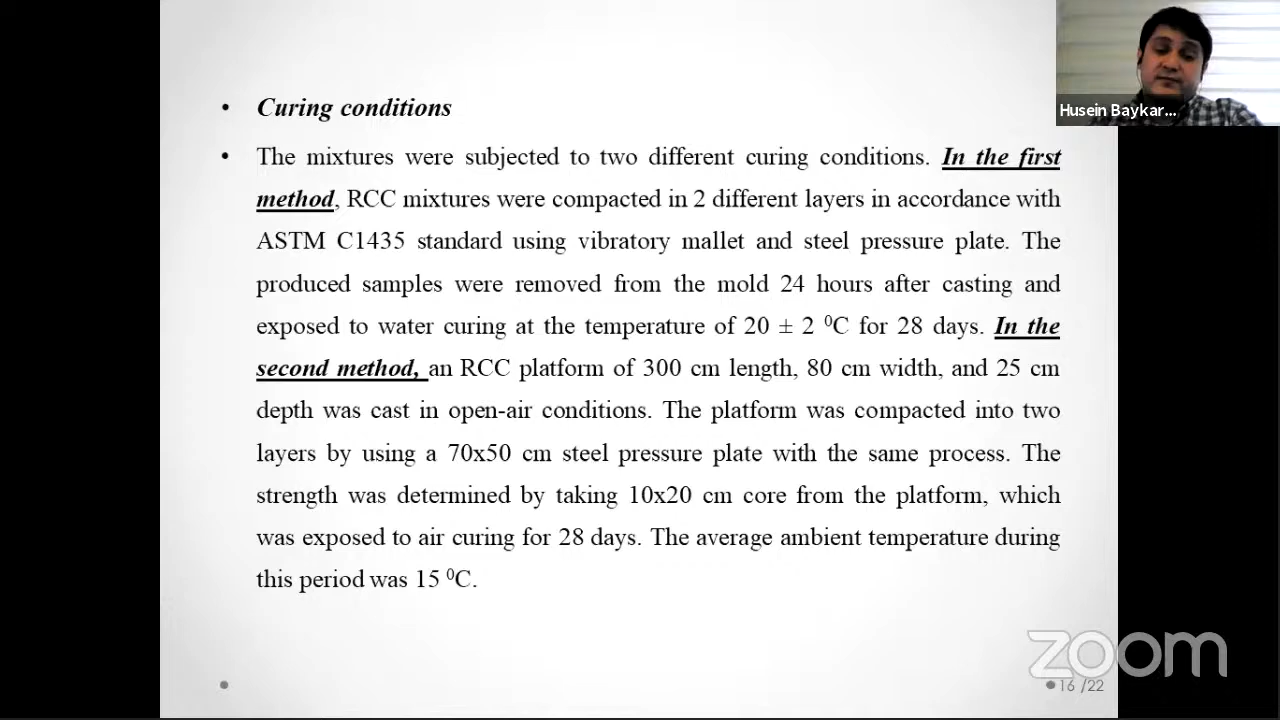 Curing conditions
The mixtures were subjected to two different curing conditions. In the first
method, RCC mixtures were compacted in 2 different layers in accordance with
ASTM C1435 standard using vibratory mallet and steel pressure plate. The
produced samples were removed from the mold 24 hours after casting and
exposed to water curing at the temperature of 20 ± 2 ⁰C for 28 days. In the
second method, an RCC platform of 300 cm length, 80 cm width, and 25 cm
depth was cast in open-air conditions. The platform was compacted into two
layers by using a 70x50 cm steel pressure plate with the same process. The
strength was determined by taking 10x20 cm core from the platform, which
was exposed to air curing for 28 days. The average ambient temperature during
this period was 15 ⁰C.
Husein Baykar...
zoom
16 /22